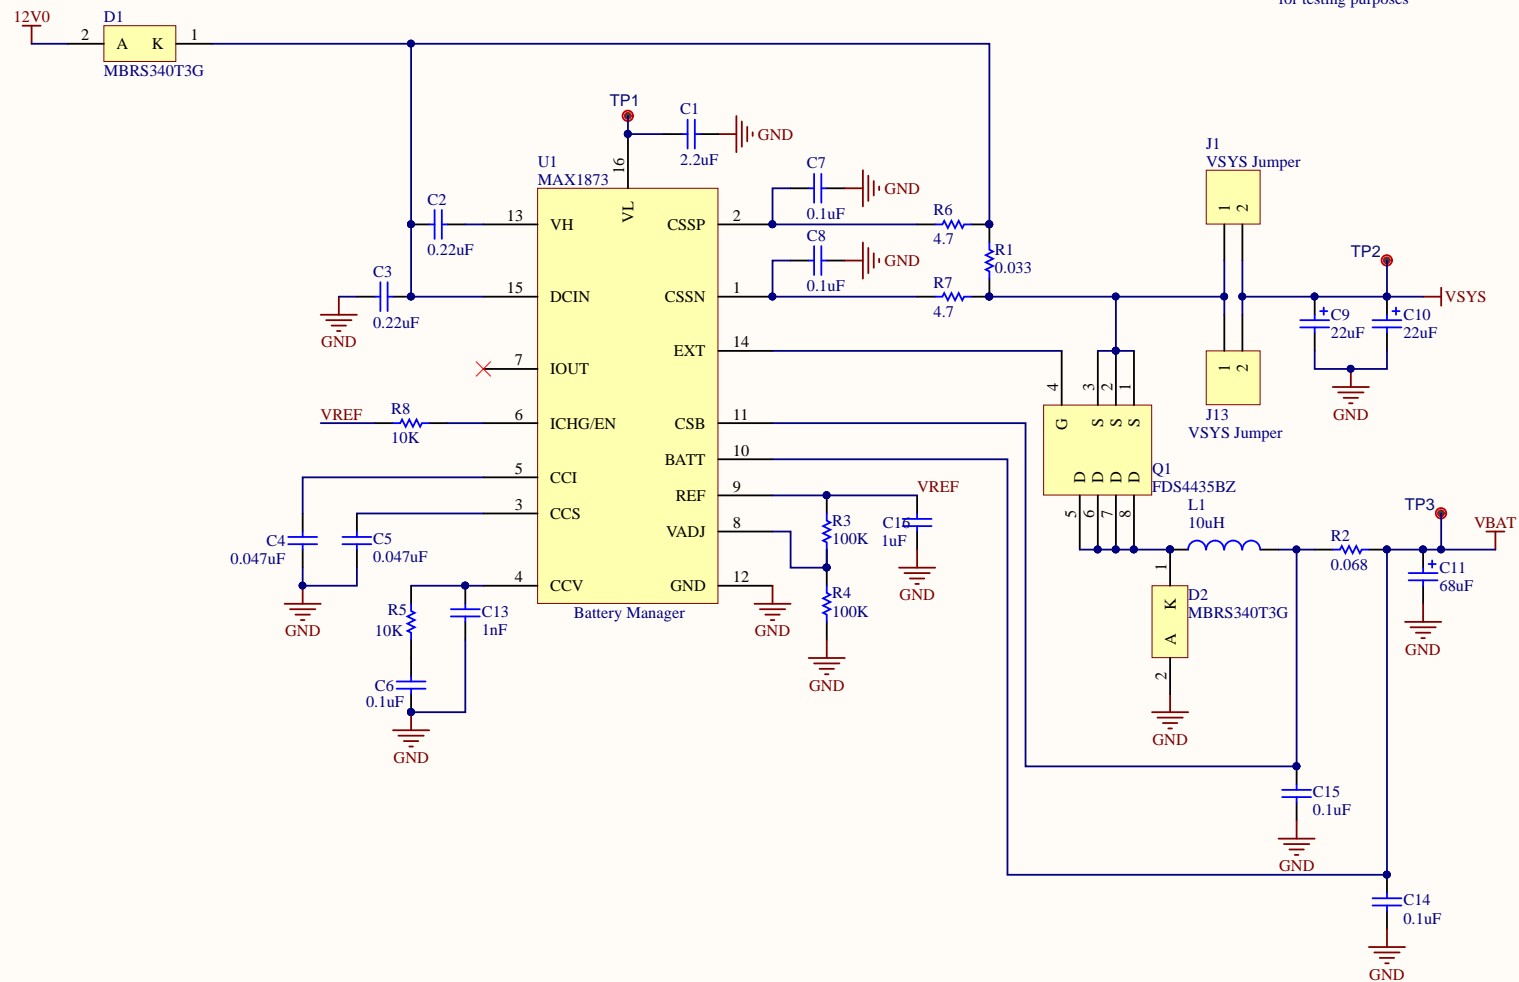 for testing purposes
12V0
D1
2
A
K
1
MBRS340T3G
TP1
C1
GND
2.2uF
U1
MAX1873
16
VL
C7
GND
0.1uF
J1
VSYS Jumper
1
2
C2
0.22uF
13
VH
CSSP
2
R6
4.7
C8
GND
0.1uF
R1
0.033
TP2
C3
0.22uF
GND
15
DCIN
CSSN
1
R7
4.7
VSYS
C9
22uF
C10
22uF
GND
EXT
14
7
IOUT
4
3
2
1
1
2
J13
VSYS Jumper
VREF
R8
10K
6
ICHG/EN
CSB
11
G
S
S
S
BATT
10
D
D
D
D
Q1
FDS4435BZ
5
CCI
REF
9
VREF
5
6
7
8
L1
10uH
TP3
VBAT
3
CCS
VADJ
8
R3
100K
C16
1uF
GND
C4
0.047uF
C5
0.047uF
GND
R2
0.068
C11
68uF
GND
4
CCV
GND
12
GND
Battery Manager
R4
100K
GND
1
K
A
2
D2
MBRS340T3G
GND
R5
10K
C13
1nF
C6
0.1uF
GND
C15
0.1uF
GND
C14
0.1uF
GND